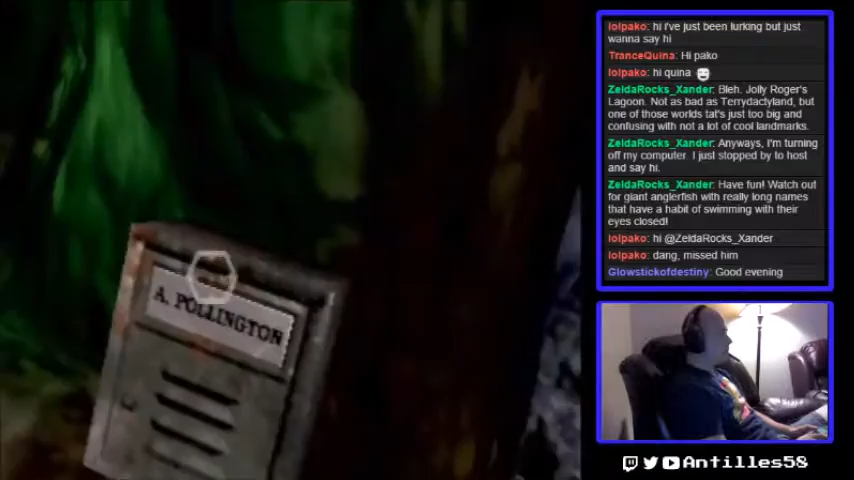 A. POLLINGTON
lolpako: hi i've just been lurking but just
wanna say hi
TranceQuina: Hi pako
lolpako: hi quina
ZeldaRocks_Xander: Bleh. Jolly Roger's
Lagoon. Not as bad as Terrydactyland, but
one of those worlds tat's just too big and
confusing with not a lot of cool landmarks.
ZeldaRocks_Xander: Anyways, I'm turning
off my computer. I just stopped by to host
and say hi.
ZeldaRocks_Xander: Have fun! Watch out
for giant anglerfish with really long names
that have a habit of swimming with their
eyes closed!
lolpako: hi @ZeldaRocks_Xander
lolpako: dang, missed him
Glowstickofdestiny: Good evening
Antilles58